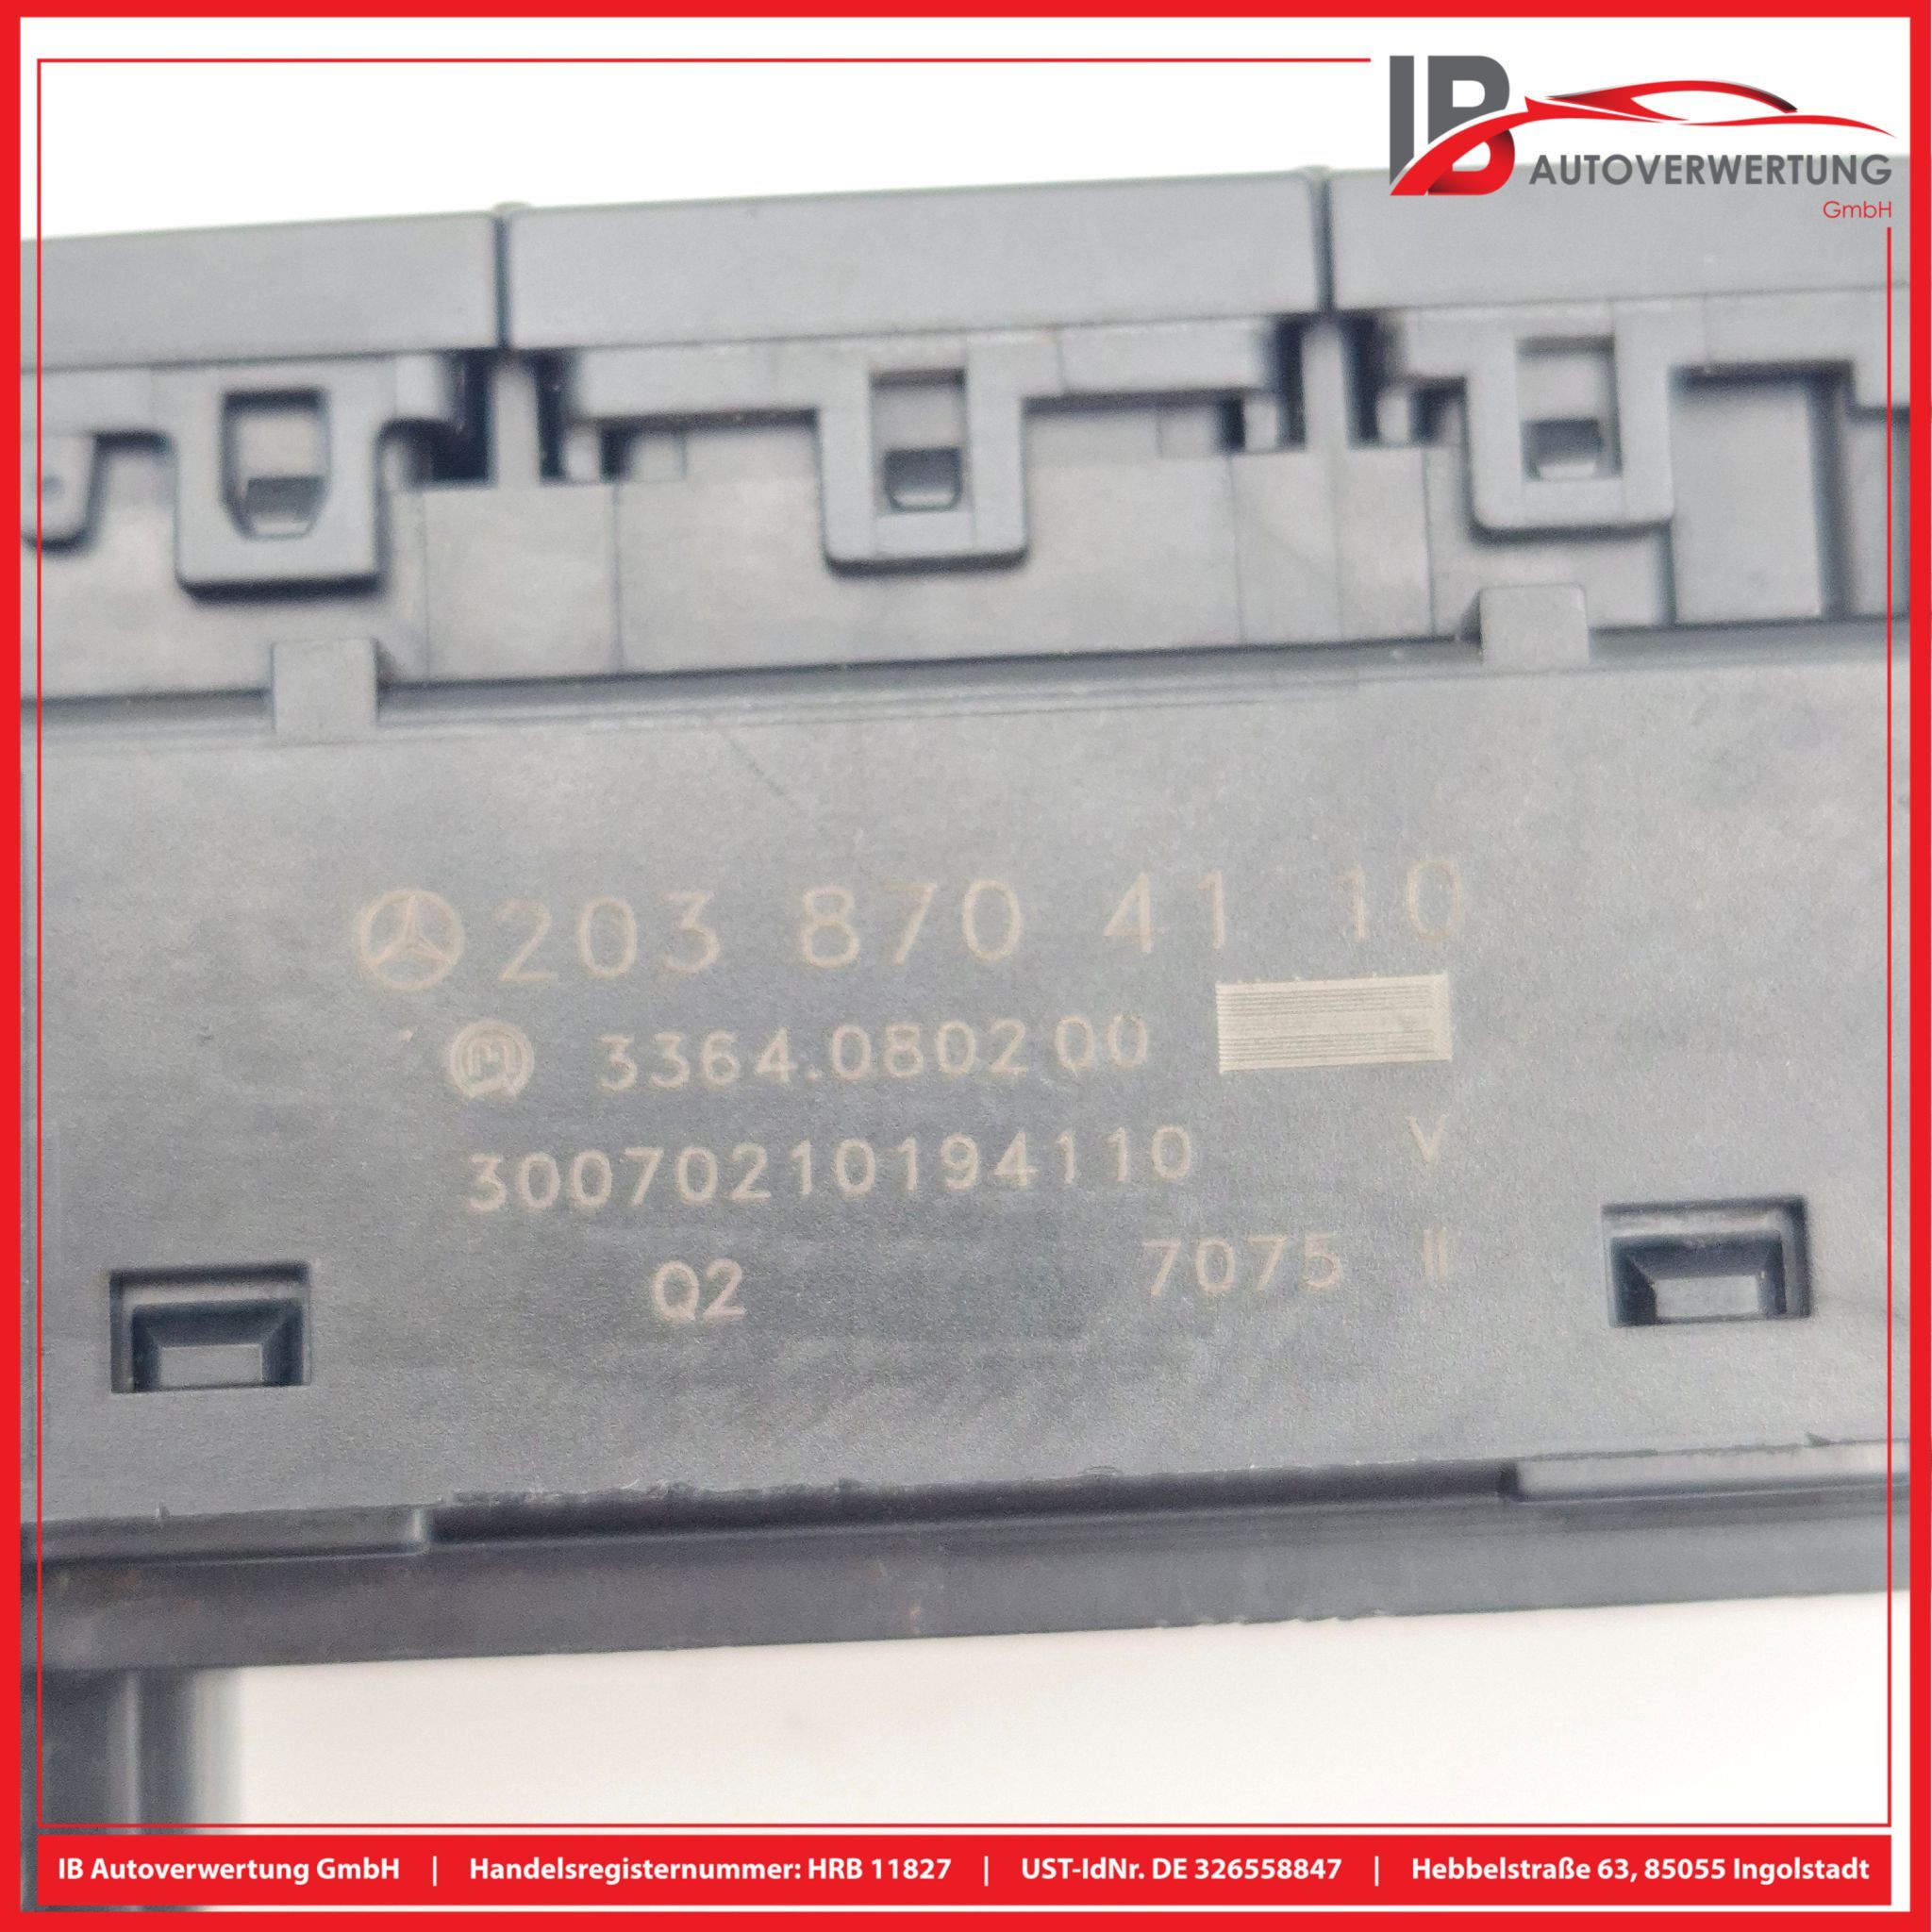 IB
AUTOVERWERTUNG
GmbH
203 870 41 10
3364.080200
30070210194110 V
Q2 7075 II
IB Autoverwertung GmbH | Handelsregisternummer: HRB 11827 | UST-IdNr. DE 326558847 | Hebbelstraße 63, 85055 Ingolstadt